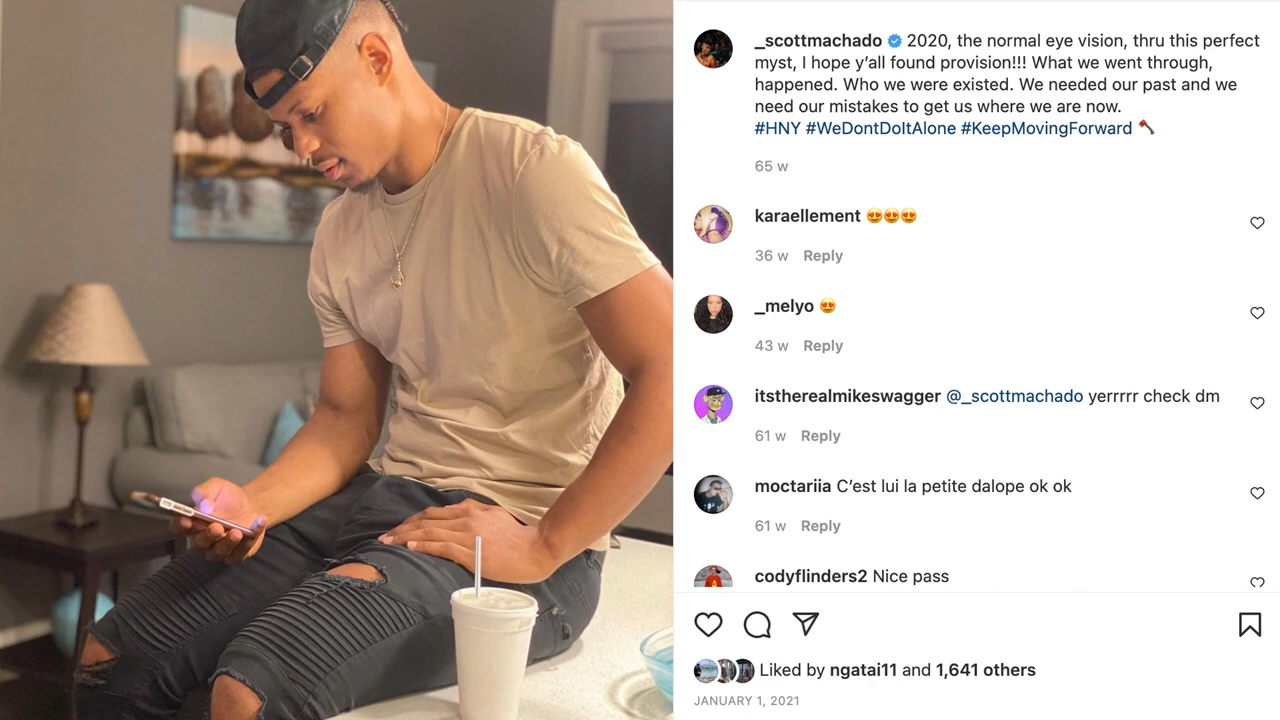 _scottmachado 2020, the normal eye vision, thru this perfect
myst, I hope y'all found provision!!! What we went through,
happened. Who we were existed. We needed our past and we
need our mistakes to get us where we are now.
#HNY #WeDontDoItAlone #KeepMovingForward 🪓
65 w
karaellement 😍😍😍
36 w Reply
_melyo 😍
43 w Reply
itstherealmikeswagger @_scottmachado yerrrrr check dm
61 w Reply
moctariia C'est lui la petite dalope ok ok
61 w Reply
codyflinders2 Nice pass
Liked by ngatai11 and 1,641 others
JANUARY 1, 2021